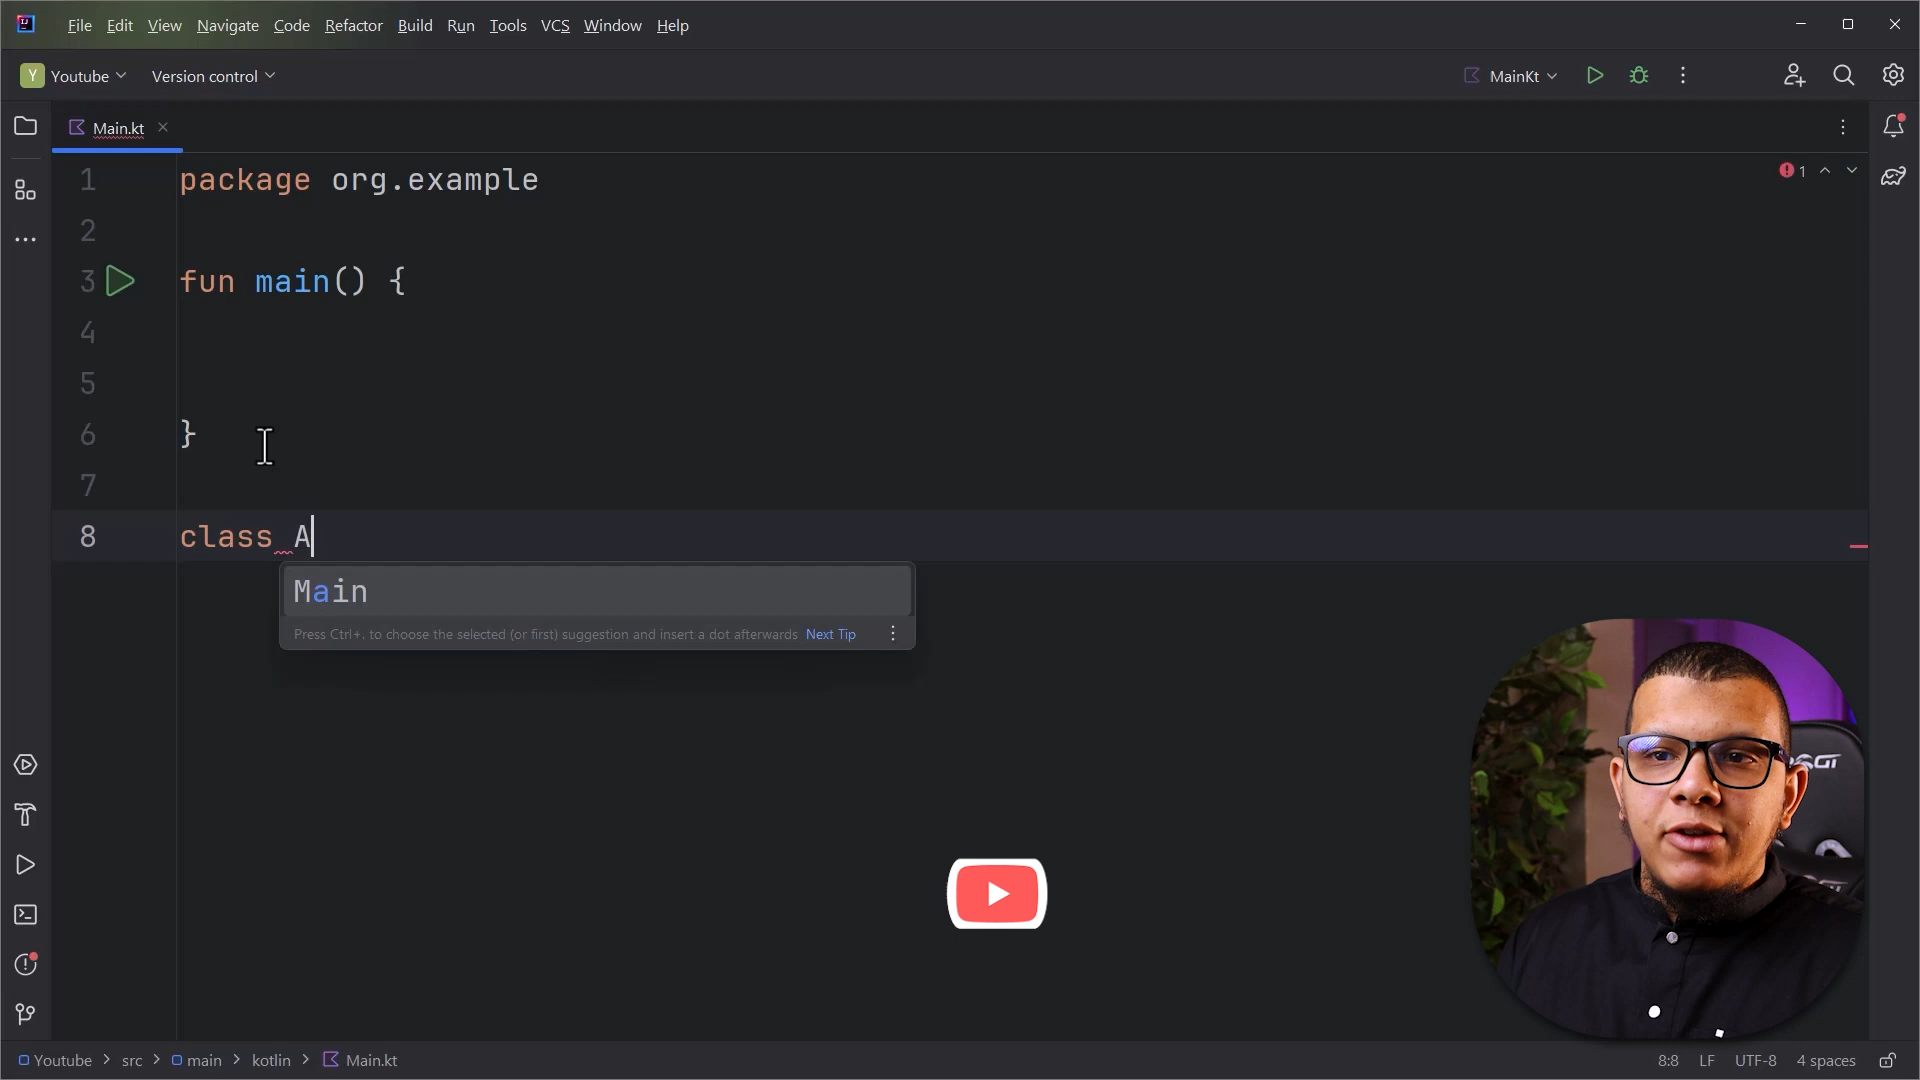 File Edit View Navigate Code Refactor Build Run Tools VCS Window Help
Y Youtube Version control MainKt
Main.kt
1 package org.example
1
2
3 fun main() {
4
5
6 }
7
8 class A
Main
Press Ctrl+. to choose the selected (or first) suggestion and insert a dot afterwards Next Tip
Youtube > src > main > kotlin > Main.kt 8:8 LF UTF-8 4 spaces